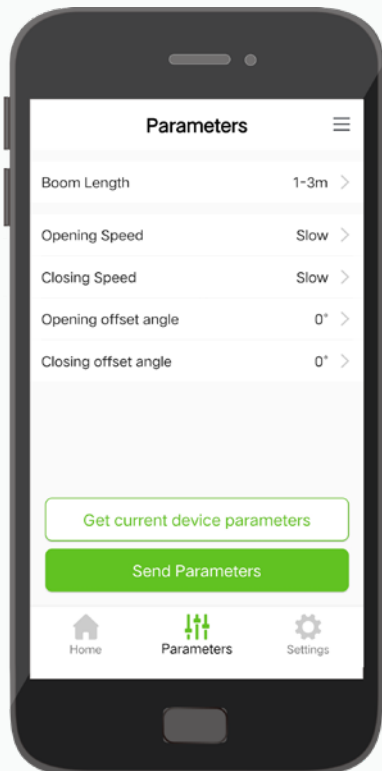 Parameters
Boom Length 1-3m
Opening Speed Slow
Closing Speed Slow
Opening offset angle 0°
Closing offset angle 0°
Get current device parameters
Send Parameters
Home Parameters Settings